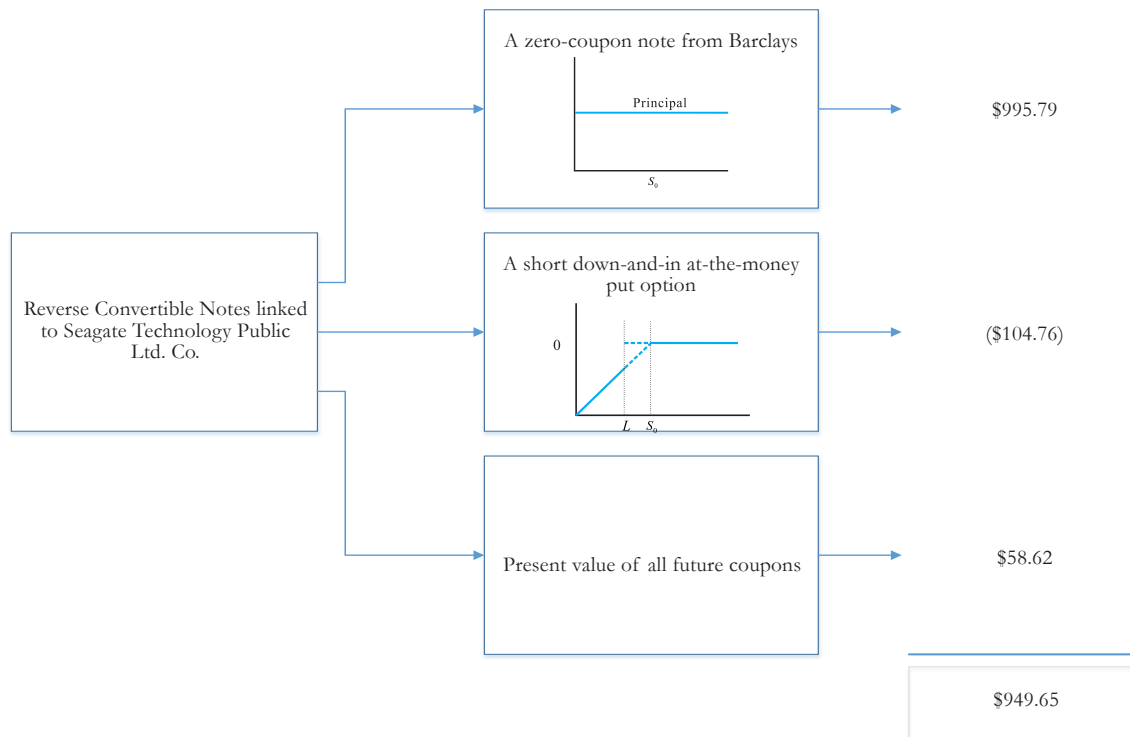 A zero-coupon note from Barclays
Principal
S₀
$995.79
Reverse Convertible Notes linked
to Seagate Technology Public
Ltd. Co.
A short down-and-in at-the-money
put option
0
L S₀
($104.76)
Present value of all future coupons
$58.62
$949.65